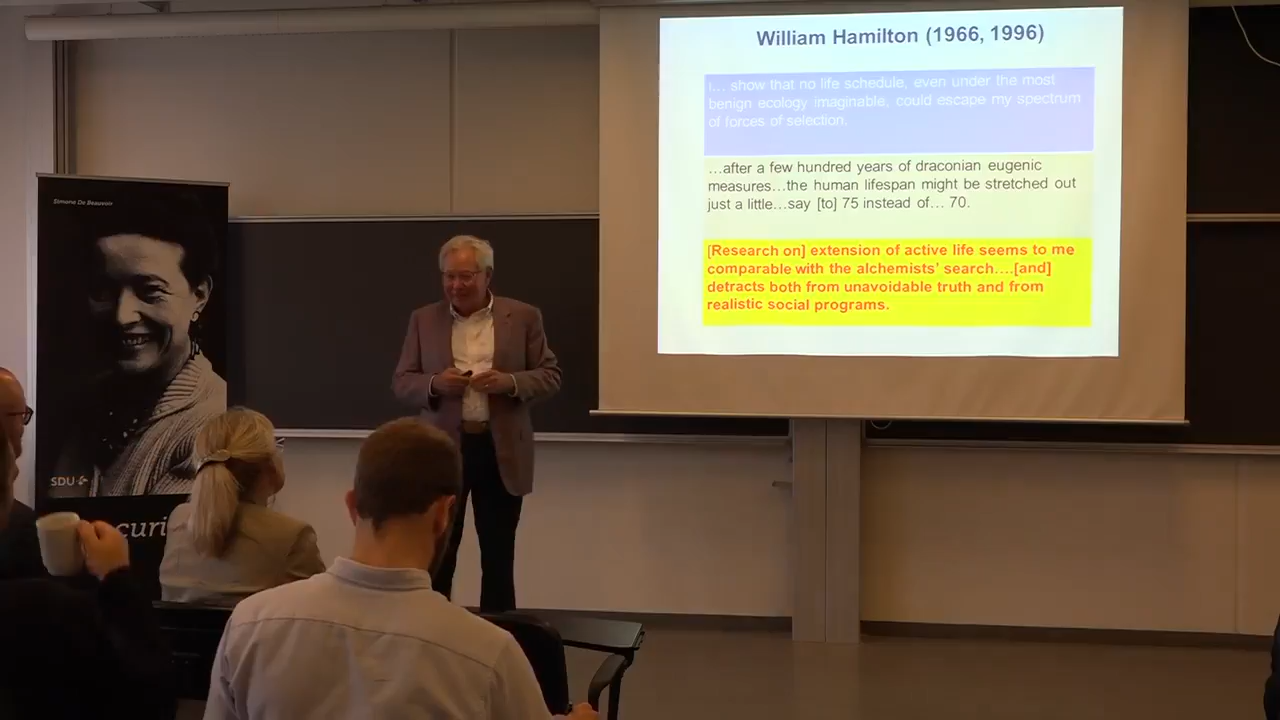 William Hamilton (1966, 1996)
I… show that no life schedule, even under the most
benign ecology imaginable, could escape my spectrum
of forces of selection.
…after a few hundred years of draconian eugenic
measures…the human lifespan might be stretched out
just a little…say [to] 75 instead of… 70.
[Research on] extension of active life seems to me
comparable with the alchemists' search….[and]
detracts both from unavoidable truth and from
realistic social programs.
Simone De Beauvoir
SDU
curi